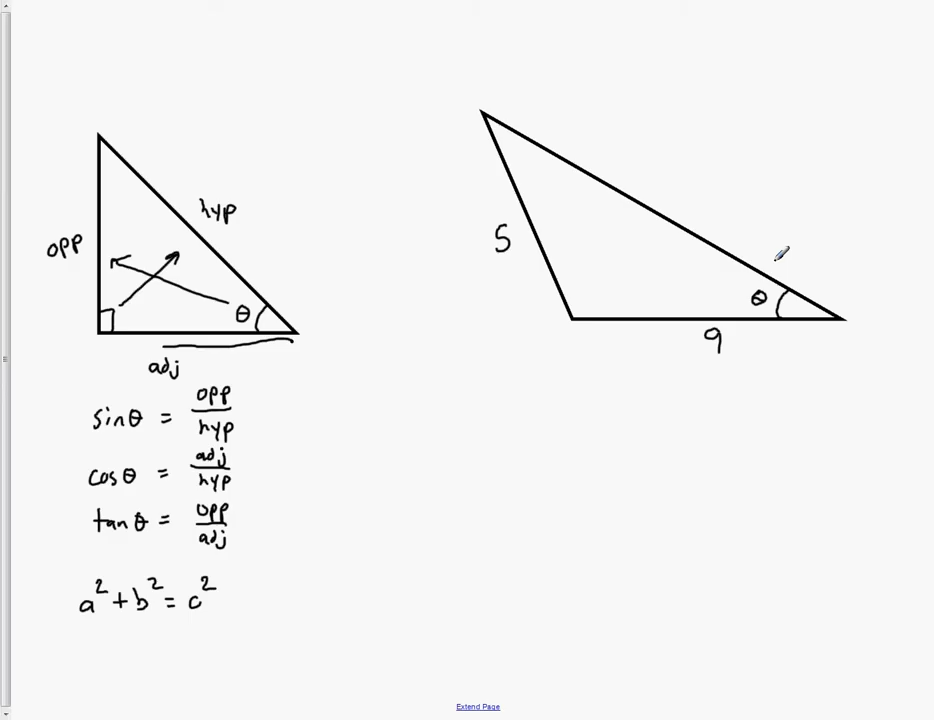 opp
hyp
θ
adj
sinθ = opp/hyp
cosθ = adj/hyp
tanθ = opp/adj
a² + b² = c²
5
θ
9
Extend Page